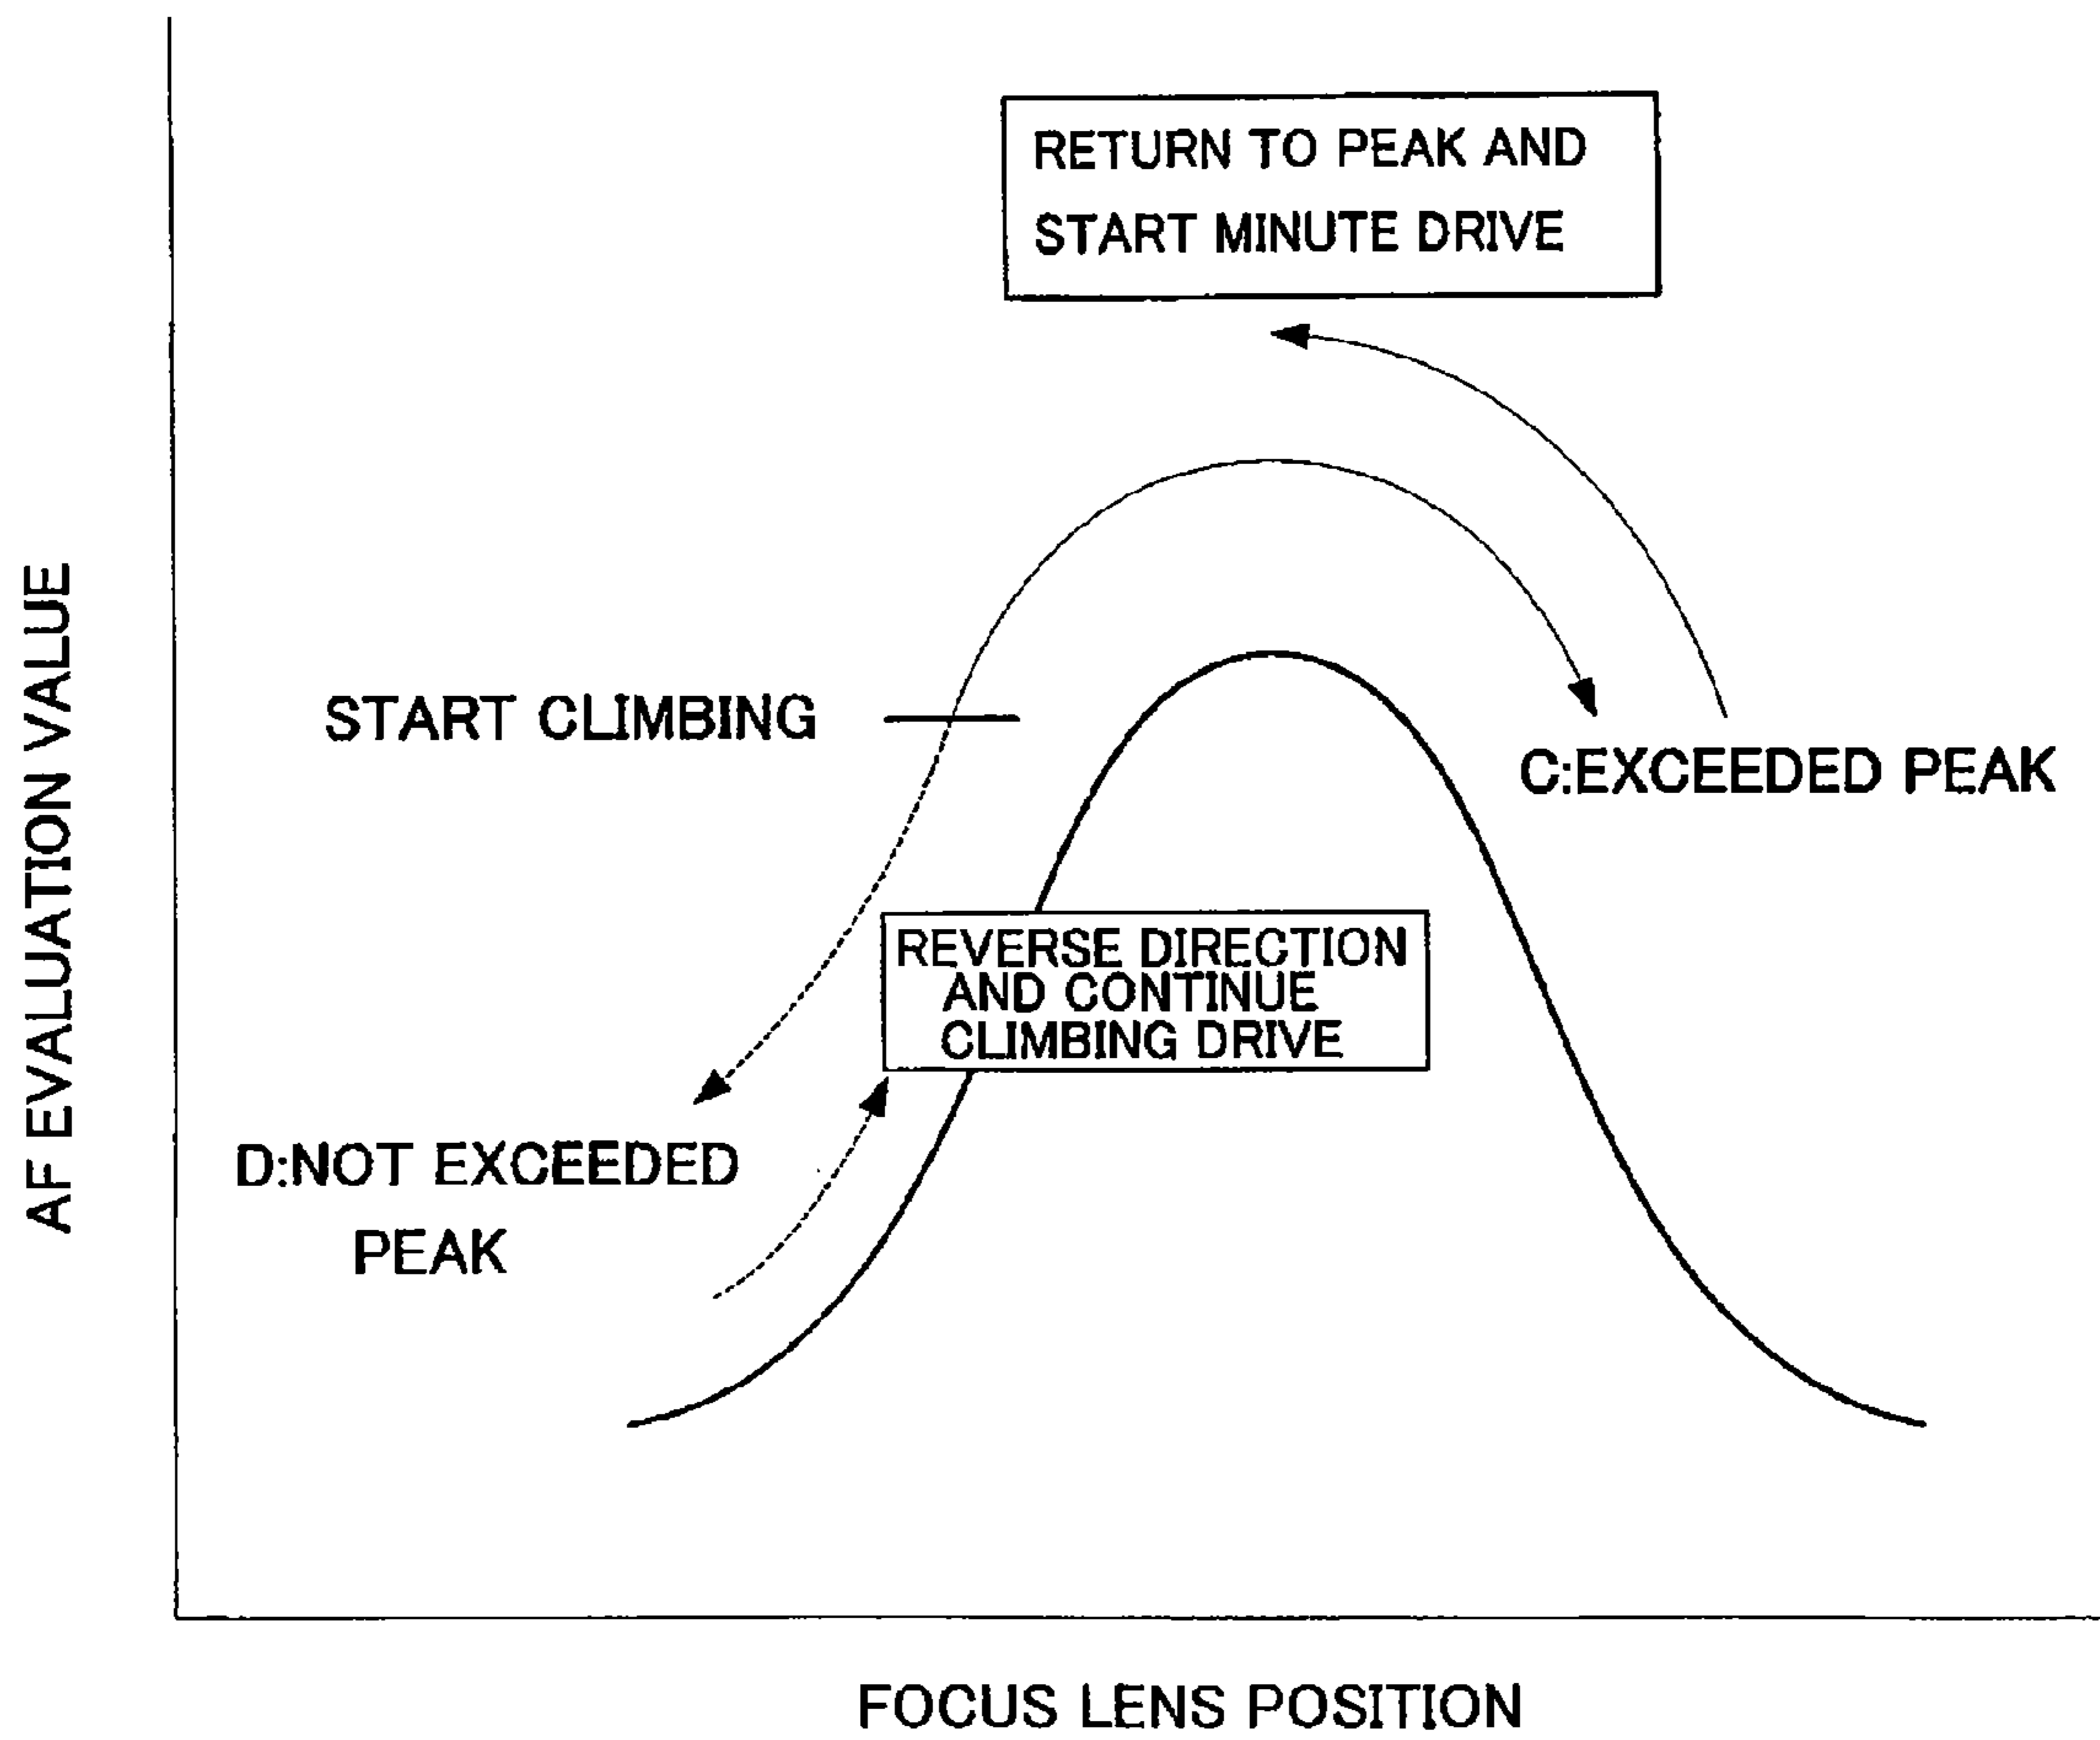 RETURN TO PEAK AND
START MINUTE DRIVE
START CLIMBING
C:EXCEEDED PEAK
REVERSE DIRECTION
AND CONTINUE
CLIMBING DRIVE
D:NOT EXCEEDED
PEAK
AF EVALUATION VALUE
FOCUS LENS POSITION